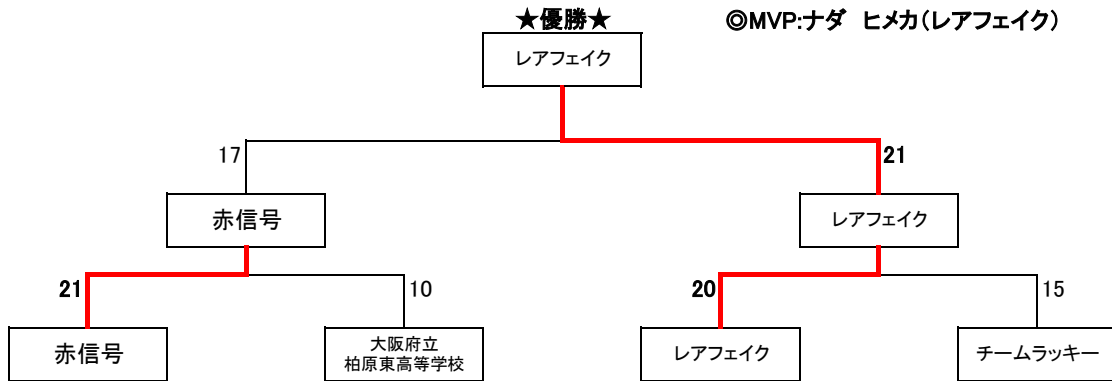 ★優勝★
◎MVP:ナダ　ヒメカ(レアフェイク)
レアフェイク
17
21
赤信号
レアフェイク
21
10
20
15
赤信号
大阪府立
柏原東高等学校
レアフェイク
チームラッキー